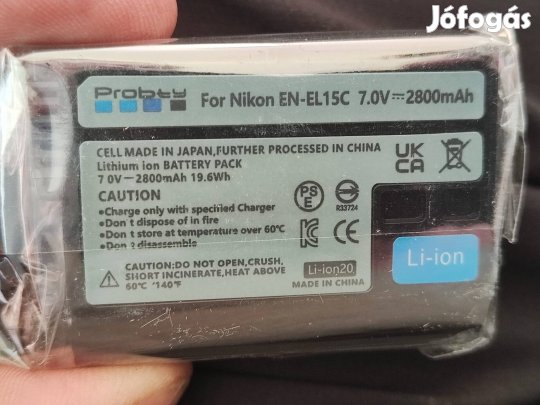 Jófogás
Probty
For Nikon EN-EL15C 7.0V⎓2800mAh
CELL MADE IN JAPAN,FURTHER PROCESSED IN CHINA
Lithium ion BATTERY PACK
7.0V⎓2800mAh 19.6Wh
CAUTION
•Charge only with specified Charger
•Don't dispose of in fire
•Don't store at temperature over 60℃
•Don't disassemble
CAUTION: DO NOT OPEN,CRUSH,
SHORT INCINERATE,HEAT ABOVE
60℃ 140℉
UK
CA
PS
E
R33724
CE
Li-ion20
MADE IN CHINA
Li-ion